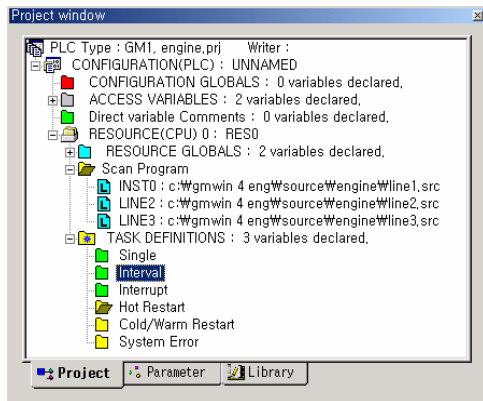 Project window
PLC Type : GM1, engine.prj Writer :
CONFIGURATION(PLC) : UNNAMED
CONFIGURATION GLOBALS : 0 variables declared,
ACCESS VARIABLES : 2 variables declared,
Direct variable Comments : 0 variables declared,
RESOURCE(CPU) 0 : RES0
RESOURCE GLOBALS : 2 variables declared,
Scan Program
L INST0 : c:₩gmwin 4 eng₩source₩engine₩line1,src
L LINE2 : c:₩gmwin 4 eng₩source₩engine₩line2,src
L LINE3 : c:₩gmwin 4 eng₩source₩engine₩line3,src
TASK DEFINITIONS : 3 variables declared,
Single
Interval
Interrupt
Hot Restart
Cold/Warm Restart
System Error
Project Parameter Library